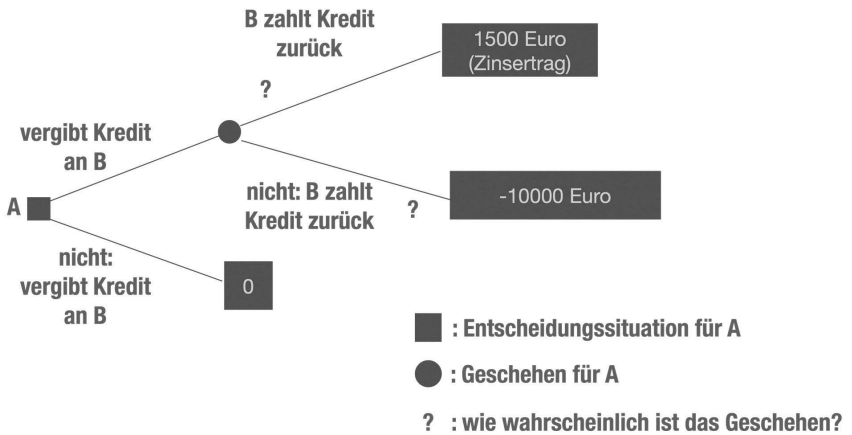 B zahlt Kredit
zurück
1500 Euro
(Zinsertrag)
?
vergibt Kredit
an B
A
nicht: B zahlt
Kredit zurück
?
-10000 Euro
nicht:
vergibt Kredit
an B
0
: Entscheidungssituation für A
: Geschehen für A
? : wie wahrscheinlich ist das Geschehen?